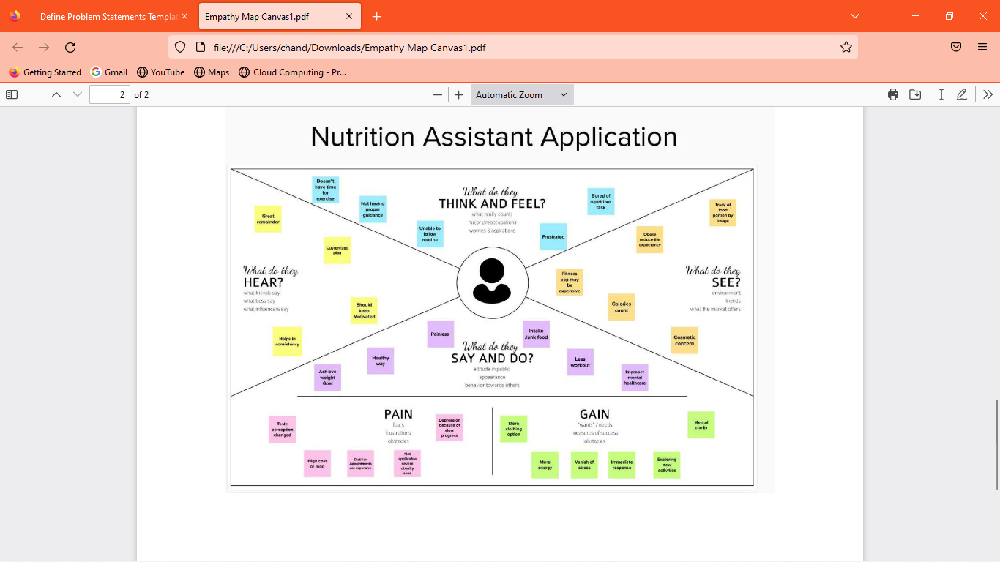 Define Problem Statements Templat
Empathy Map Canvas1.pdf
file:///C:/Users/chand/Downloads/Empathy Map Canvas1.pdf
Getting Started
Gmail
YouTube
Maps
Cloud Computing - Pr...
2
of 2
Automatic Zoom
Nutrition Assistant Application
What do they
THINK AND FEEL?
what really counts
major preoccupations
worries & aspirations
Doesn"t
have time
for
exercise
Not having
proper
guidance
Unable to
follow
routine
Frustrated
Bored of
repetitive
task
What do they
HEAR?
what friends say
what boss say
what influencers say
Great
remainder
Customized
plan
Should
keep
Motivated
Helps in
consistency
What do they
SEE?
environment
friends
what the market offers
Track of
food
portion by
image
Obese
reduce life
expectancy
Fitness
app may
be
expensive
Calories
count
Cosmetic
concern
What do they
SAY AND DO?
attitude in public
appearance
behavior towards others
Painless
Healthy
way
Achieve
weight
Goal
Intake
Junk food
Less
workout
Improper
mental
healthcare
PAIN
fears
frustrations
obstacles
Taste
perception
changed
High cost
of food
Dietitian
Appointments
are expensive
Not
applicable
severe
obesity
issue
Depression
because of
slow
progress
GAIN
"wants" / needs
measures of success
obstacles
More
clothing
option
More
energy
Vanish of
stress
Immediate
response
Exploring
new
activities
Mental
clarity